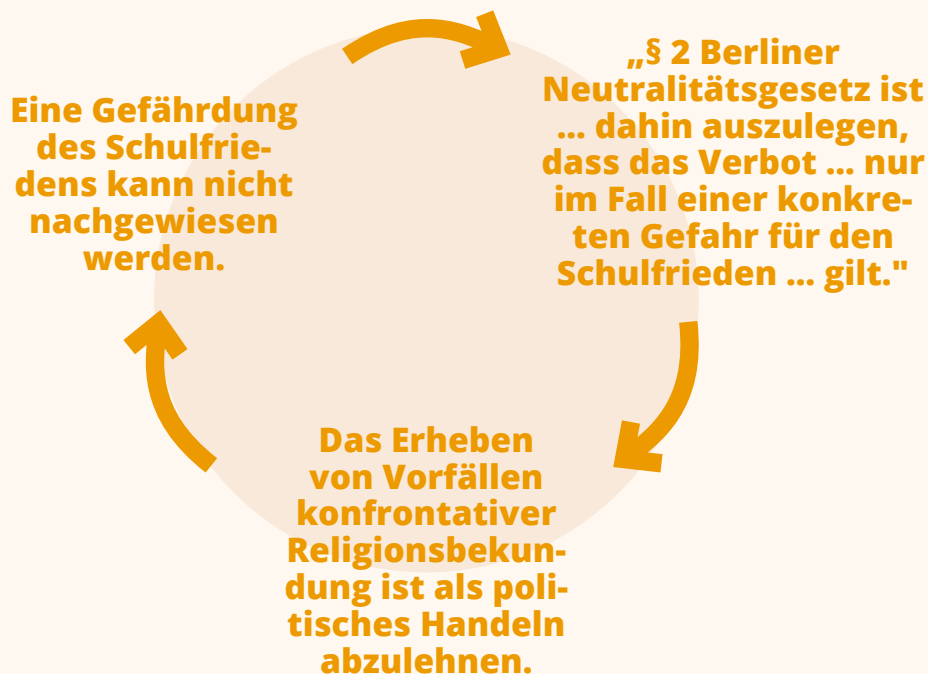 Eine Gefährdung
des Schulfrie-
dens kann nicht
nachgewiesen
werden.
„§ 2 Berliner
Neutralitätsgesetz ist
... dahin auszulegen,
dass das Verbot ... nur
im Fall einer konkre-
ten Gefahr für den
Schulfrieden ... gilt."
Das Erheben
von Vorfällen
konfrontativer
Religionsbekun-
dung ist als poli-
tisches Handeln
abzulehnen.